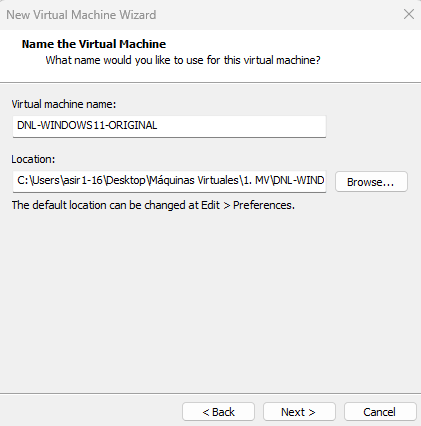 New Virtual Machine Wizard
Name the Virtual Machine
What name would you like to use for this virtual machine?
Virtual machine name:
DNL-WINDOWS11-ORIGINAL
Location:
C:\Users\asir1-16\Desktop\Máquinas Virtuales\1. MV\DNL-WIND
Browse...
The default location can be changed at Edit > Preferences.
< Back
Next >
Cancel